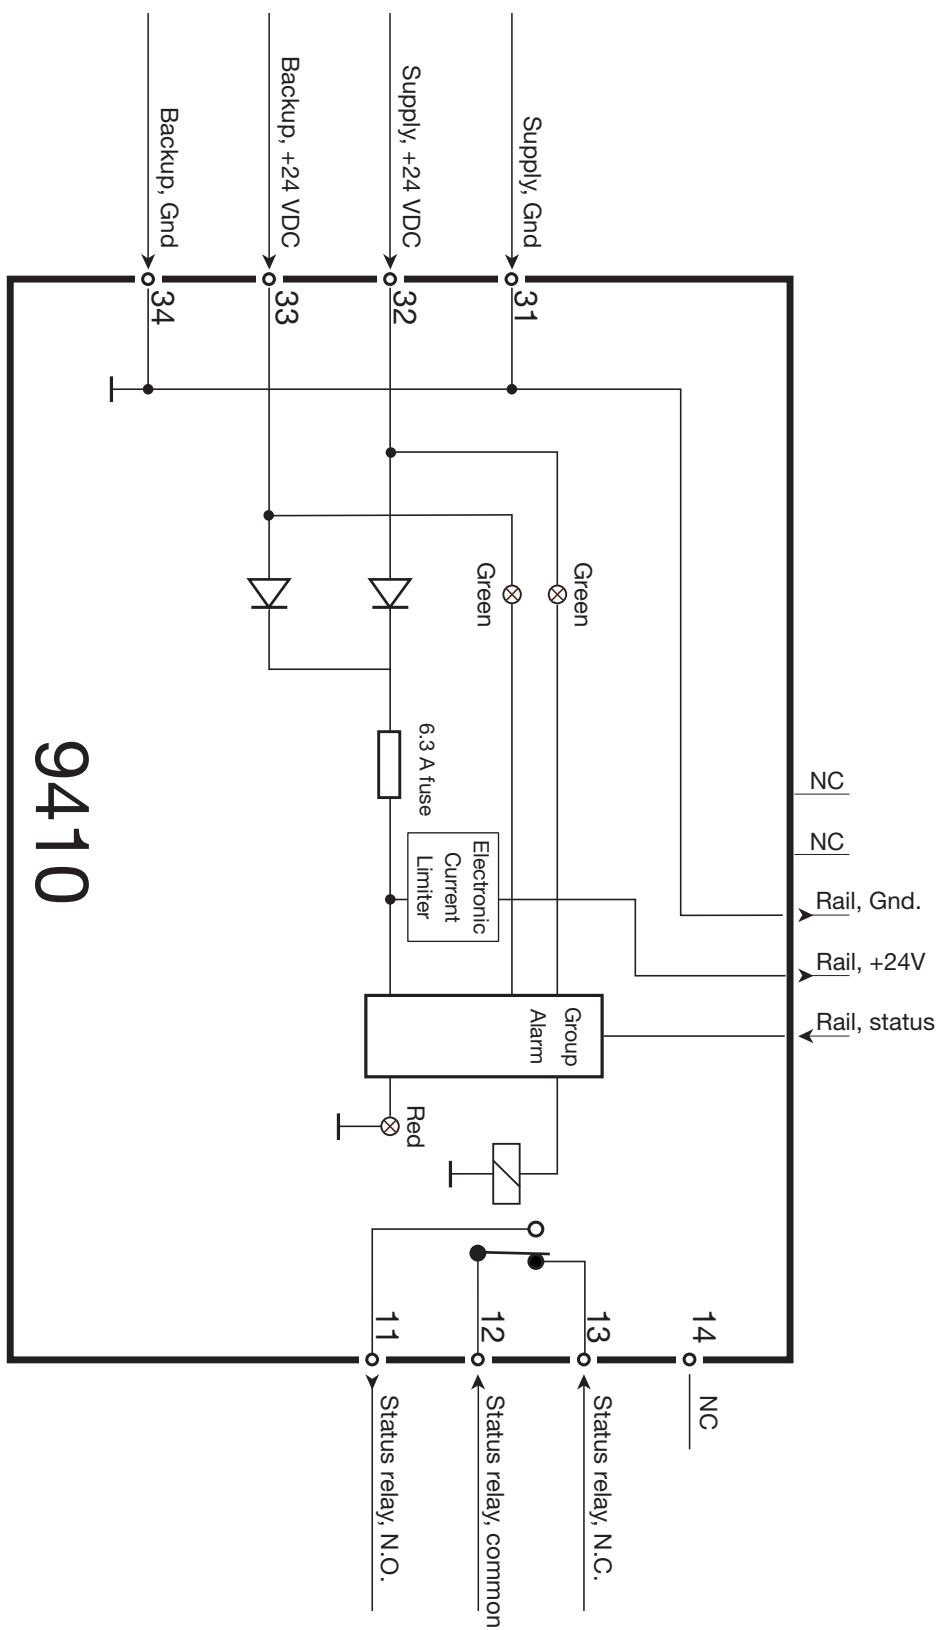 Backup, Gnd
Backup, +24 VDC
Supply, +24 VDC
Supply, Gnd
34
33
32
31
Green
Green
6.3 A fuse
Electronic
Current
Limiter
9410
NC
NC
Rail, Gnd.
Rail, +24V
Rail, status
Group
Alarm
Red
11
12
13
14
Status relay, N.O.
Status relay, common
Status relay, N.C.
NC